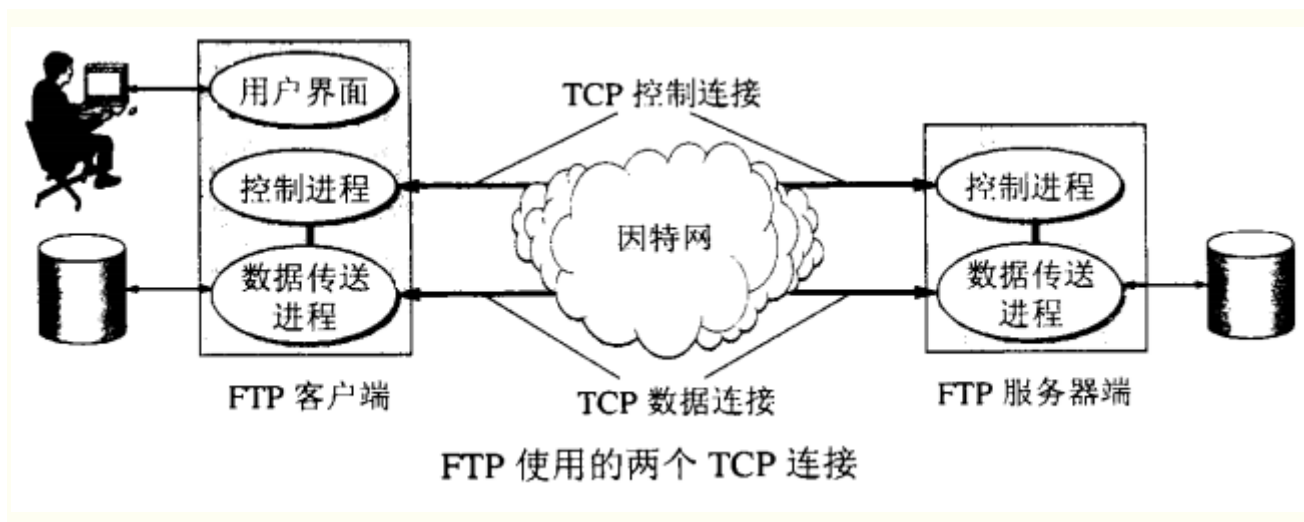 用户界面
TCP 控制连接
控制进程
控制进程
因特网
数据传送
进程
数据传送
进程
FTP 客户端
TCP 数据连接
FTP 服务器端
FTP 使用的两个 TCP 连接